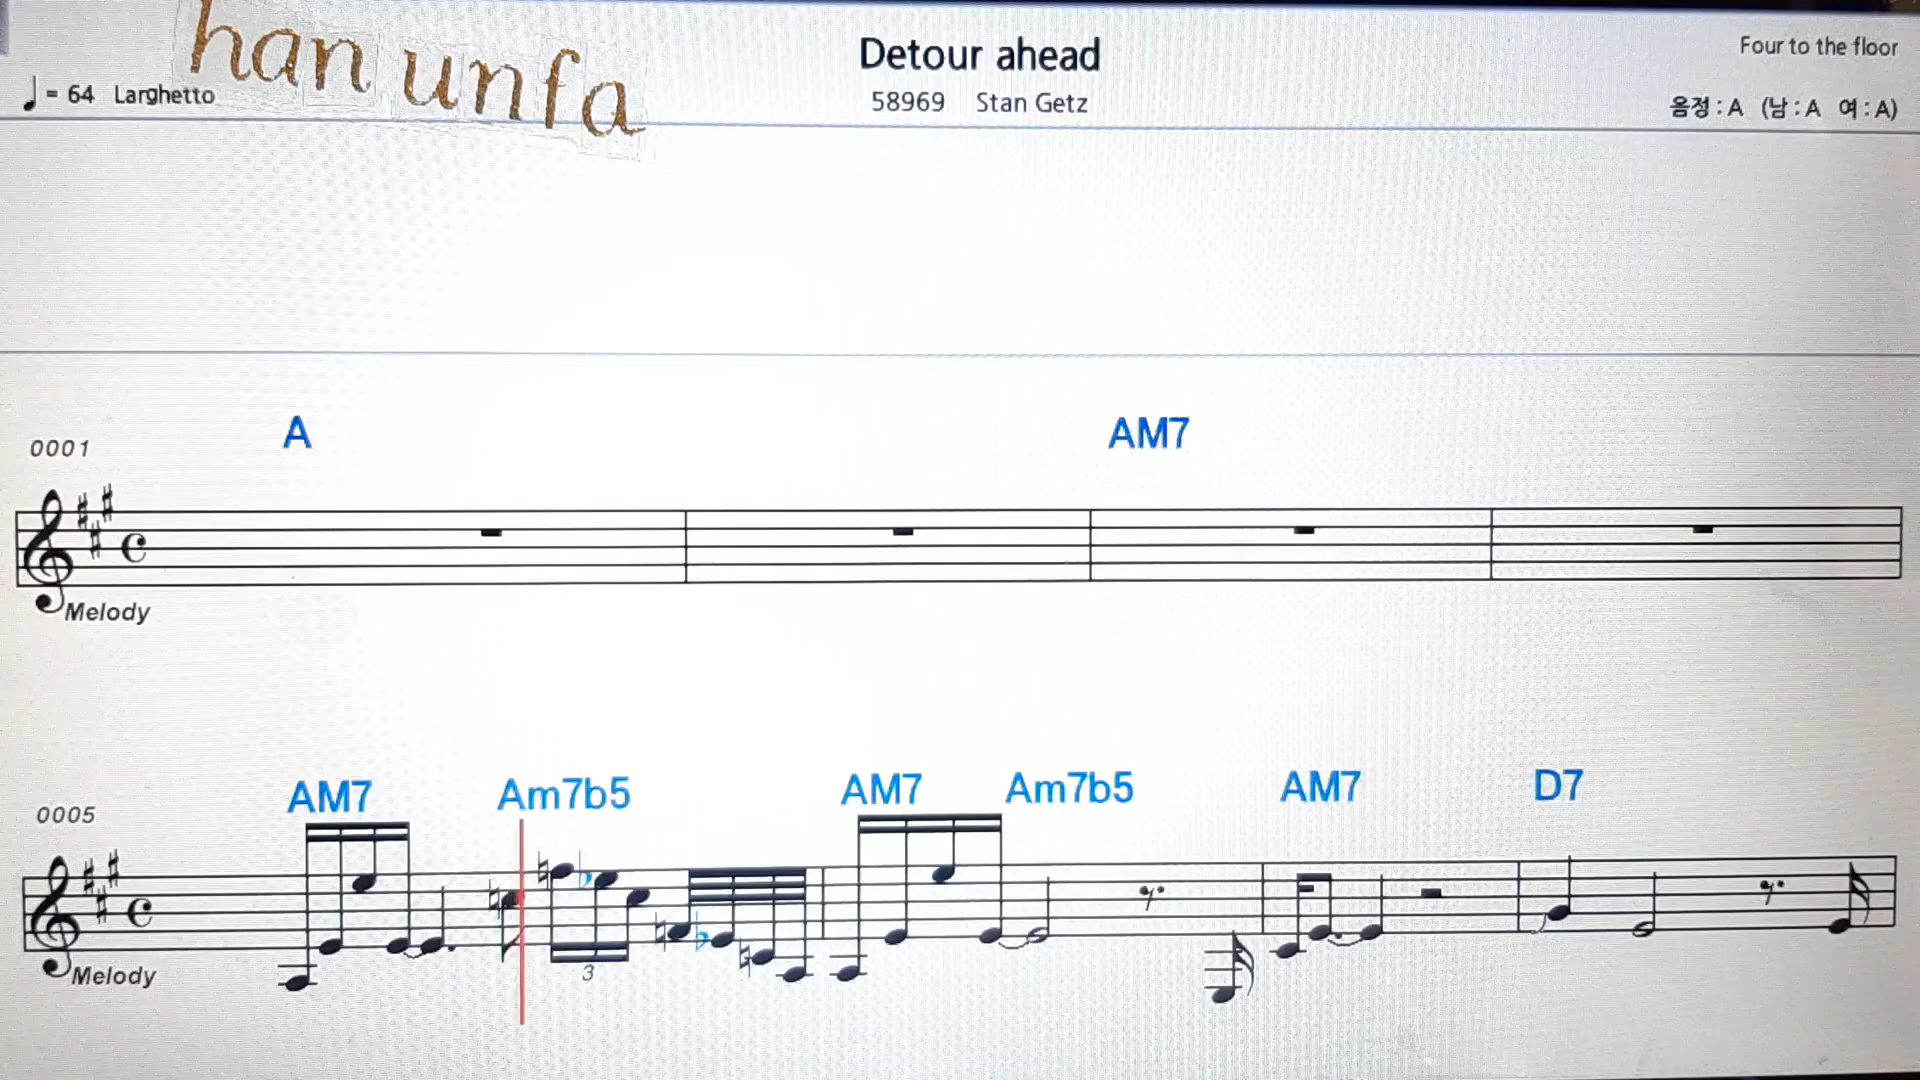 han unfa
Detour ahead
Four to the floor
♩ = 64 Larghetto
58969 Stan Getz
음정 : A (남 : A 여 : A)
A AM7
0001
Melody
AM7 Am7b5 AM7 Am7b5 AM7 D7
0005
3
Melody